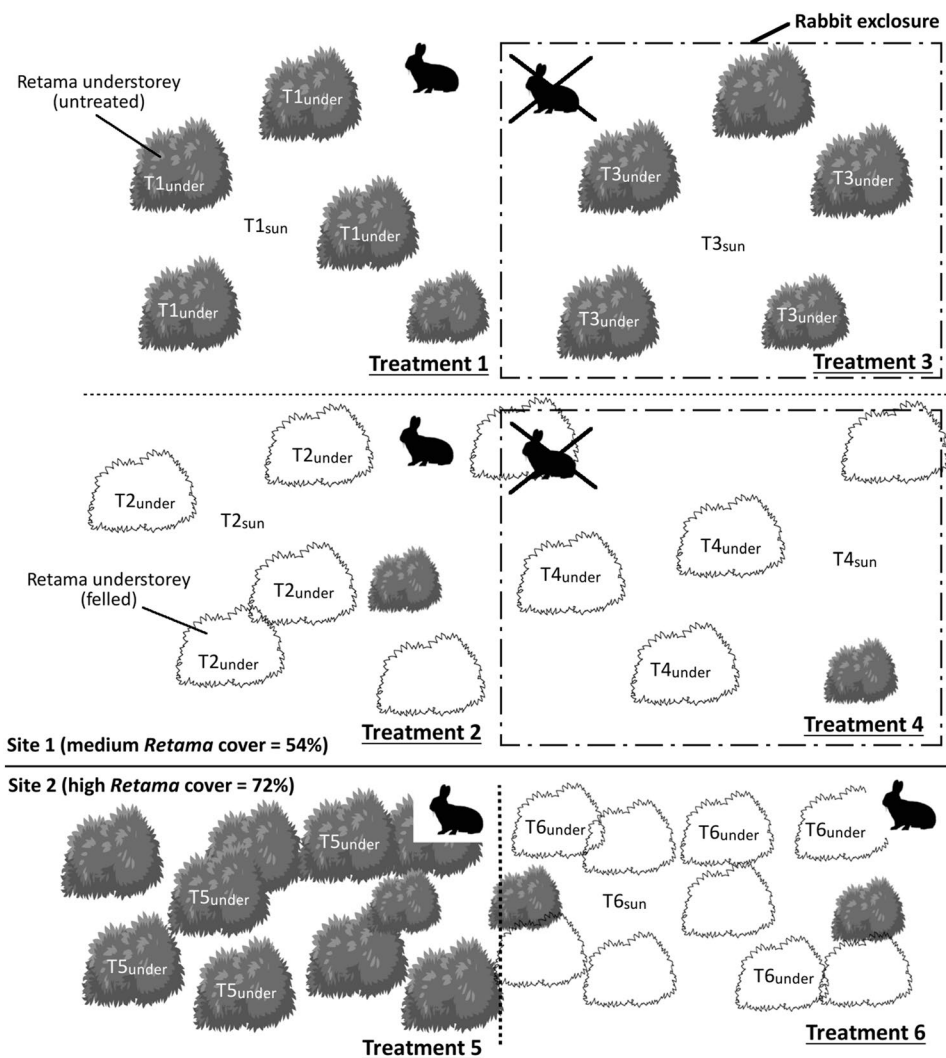 Rabbit exclosure
Retama understorey
(untreated)
T1under
T1under
T3under
T3under
T1sun
T1under
T3sun
T1under
T3under
T3under
Treatment 1
Treatment 3
T2under
T2under
T2sun
T4under
T4sun
Retama understorey
(felled)
T2under
T4under
T2under
T4under
Treatment 2
Treatment 4
Site 1 (medium Retama cover = 54%)
Site 2 (high Retama cover = 72%)
T5under
T6under
T6under
T6under
T5under
T6sun
T5under
T5under
T6under
Treatment 5
Treatment 6